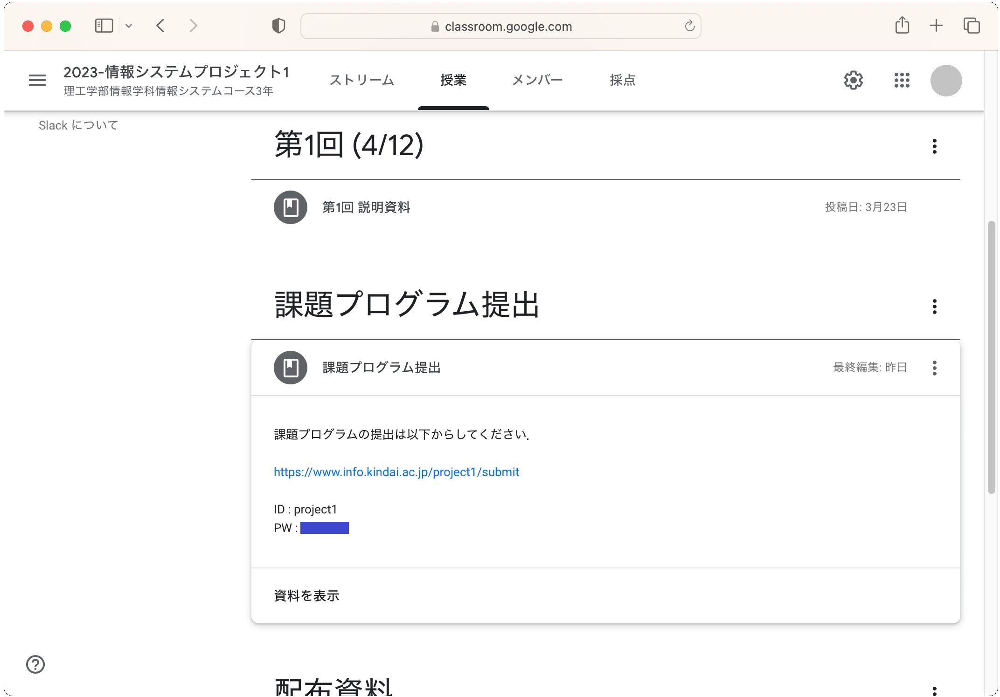 classroom.google.com
2023-情報システムプロジェクト1
理工学部情報学科情報システムコース3年
ストリーム
授業
メンバー
採点
Slack について
第1回 (4/12)
第1回 説明資料
投稿日: 3月23日
課題プログラム提出
課題プログラム提出
最終編集: 昨日
課題プログラムの提出は以下からしてください．
https://www.info.kindai.ac.jp/project1/submit
ID : project1
PW :
資料を表示
配布資料